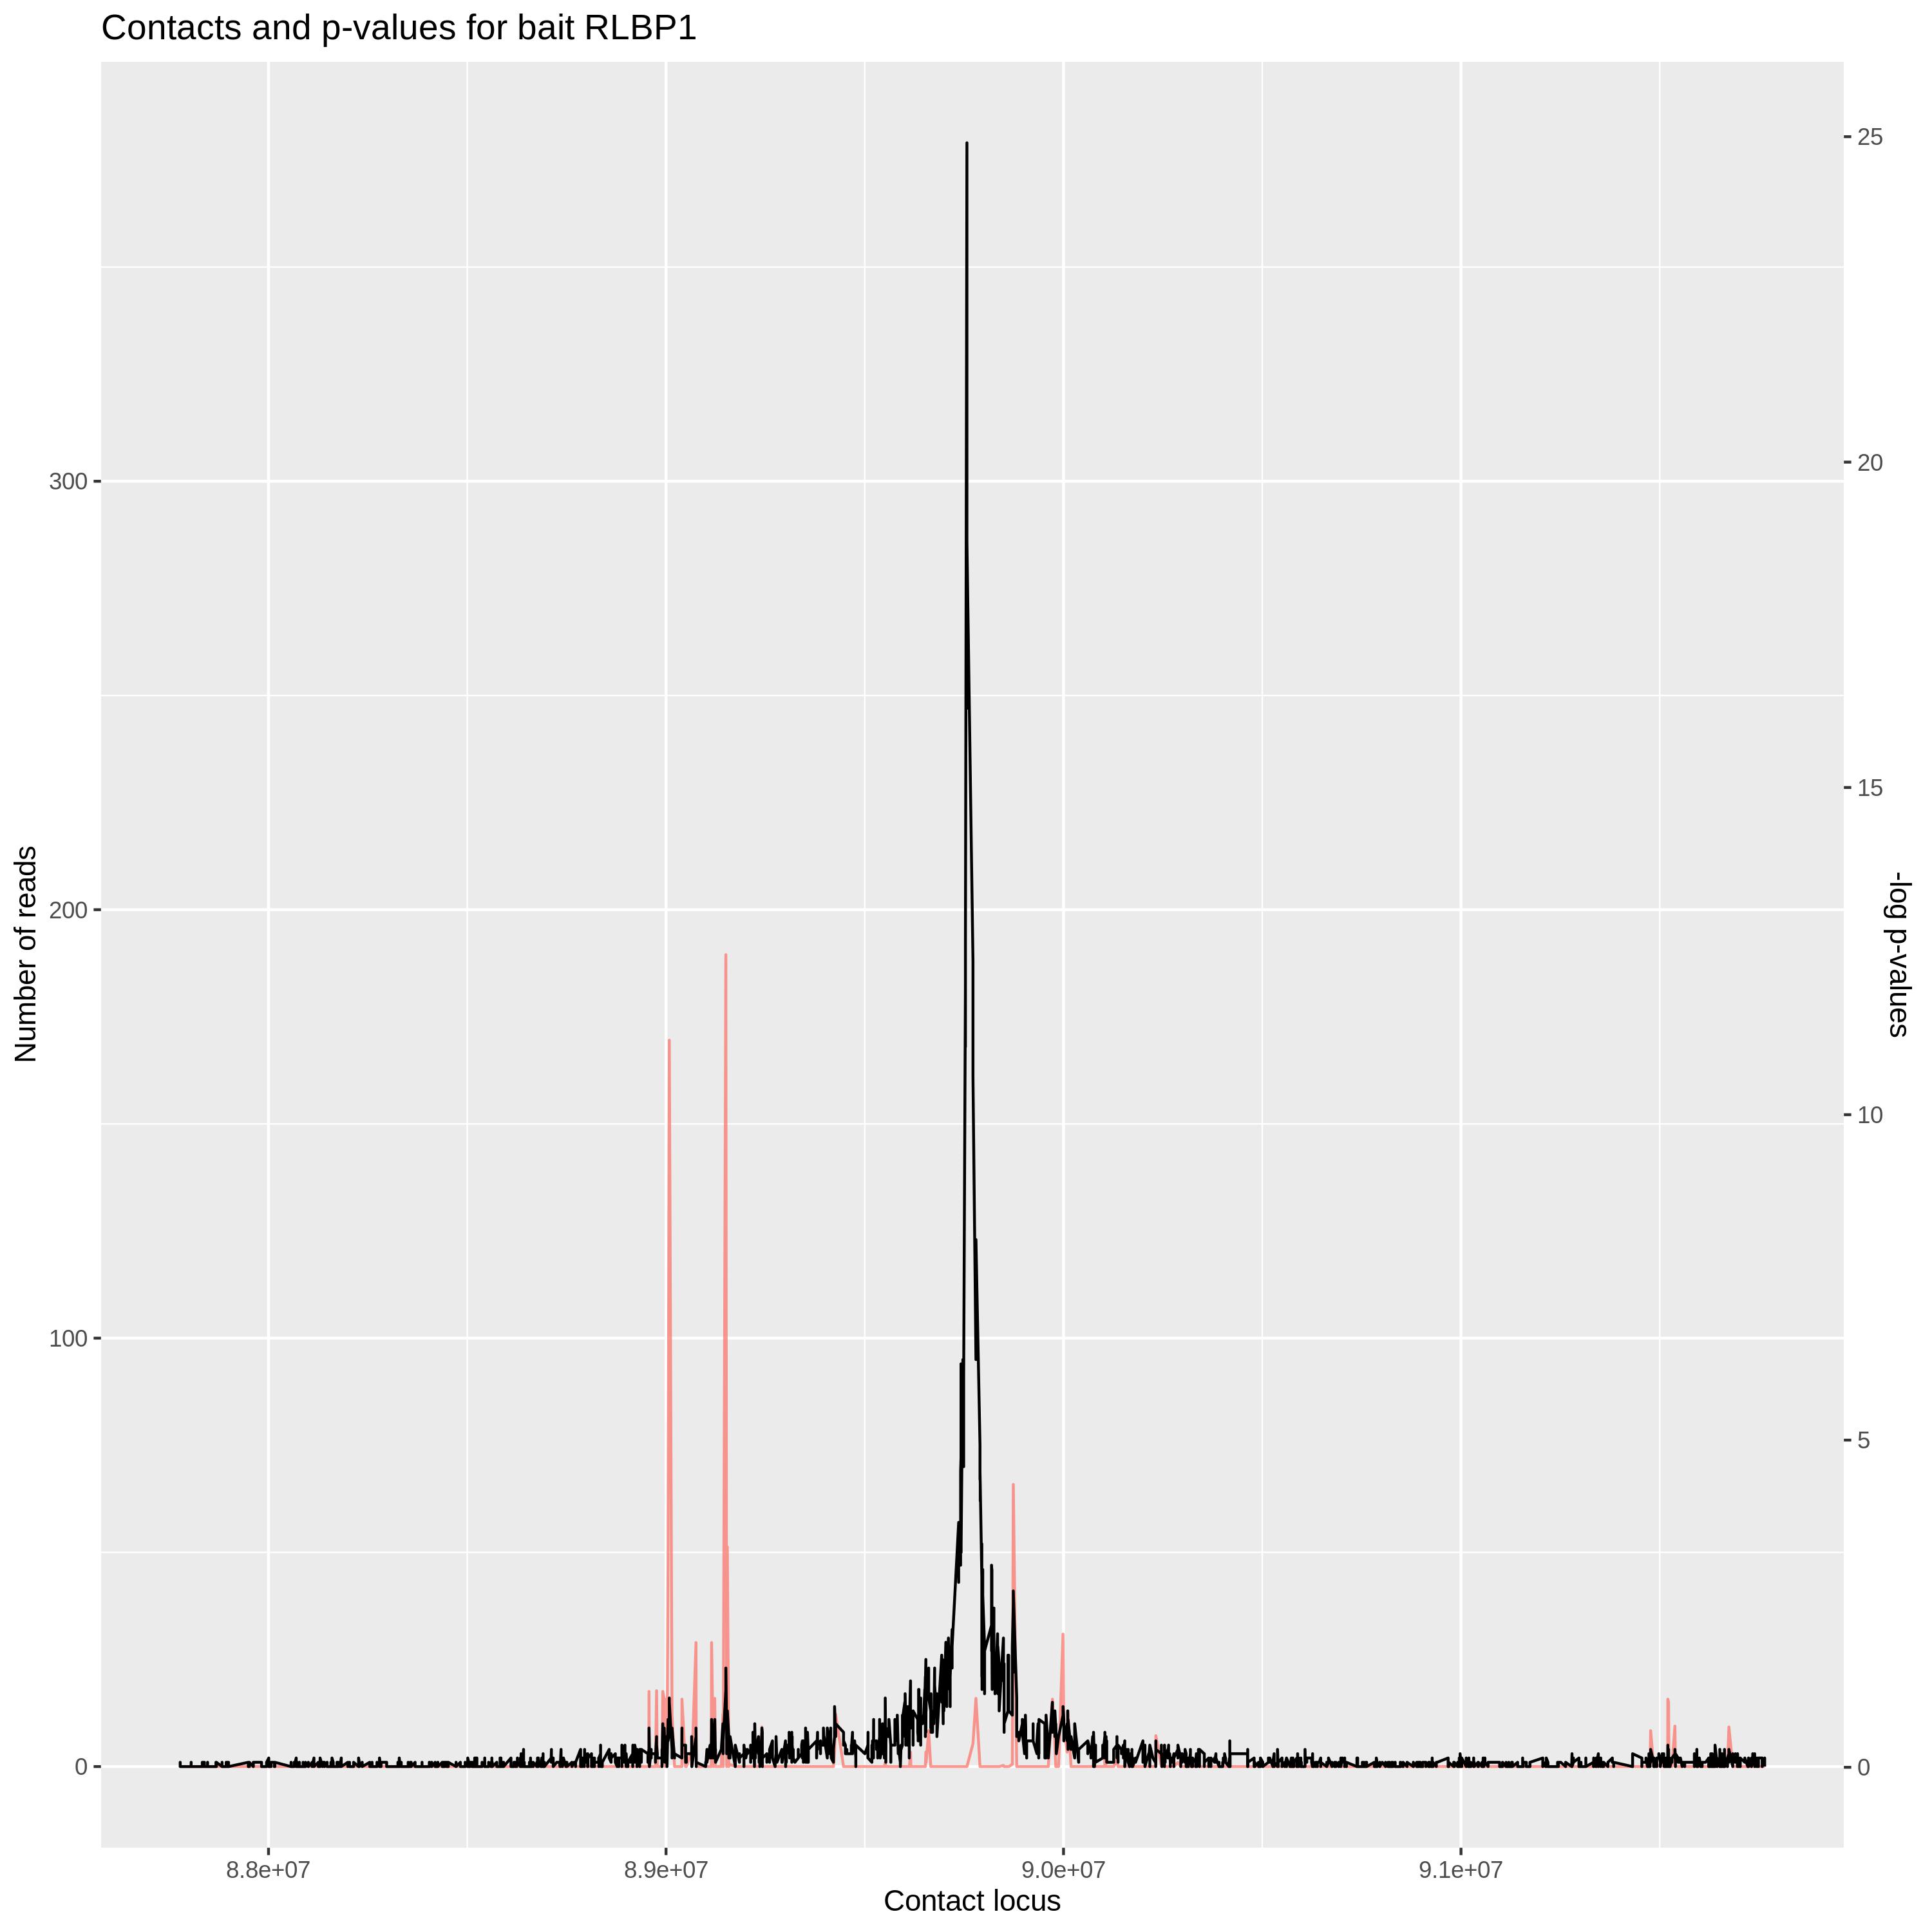 Contacts and p-values for bait RLBP1
Number of reads
300
200
100
0
25
20
15
10
5
0
-log p-values
8.8e+07
8.9e+07
9.0e+07
9.1e+07
Contact locus